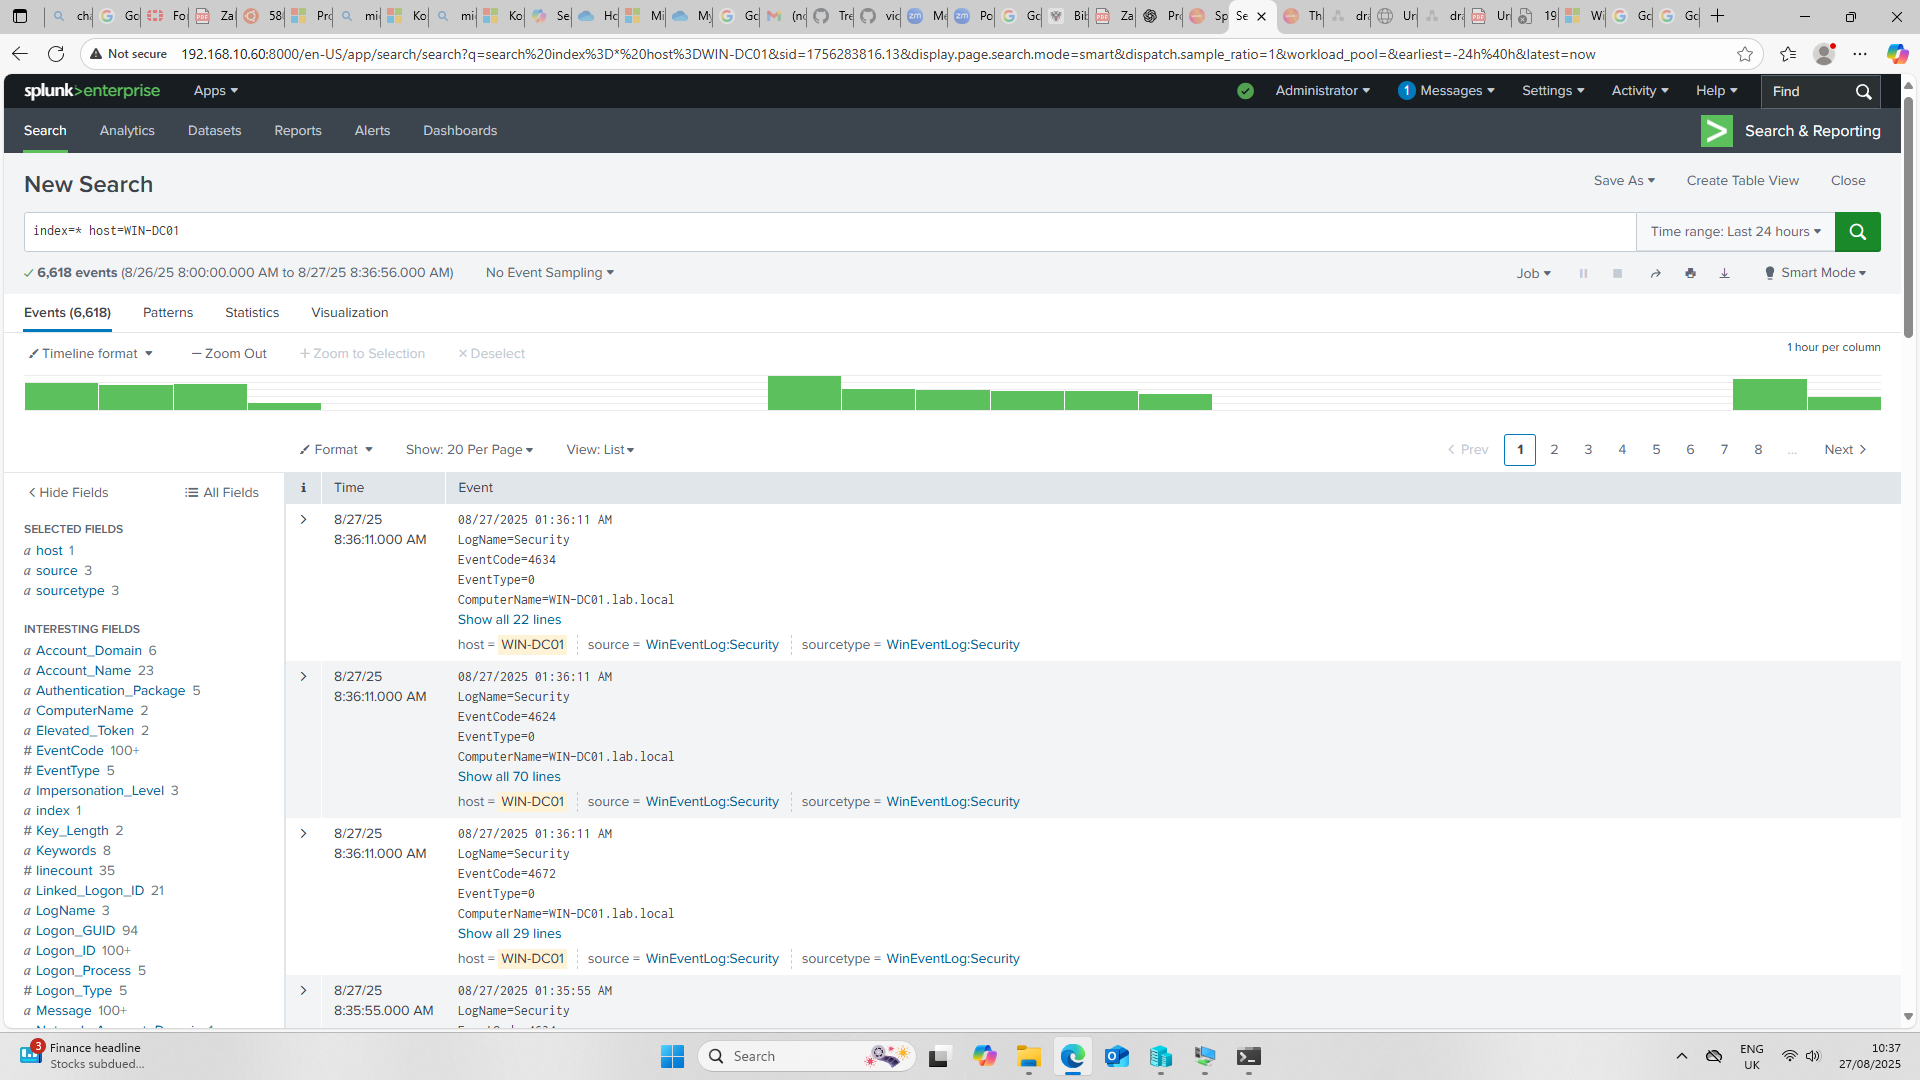 cha
Go
Fo
Za
58
Pro
mic
Ko
mic
Ko
Se
Ho
Mi
My
Go
(no
Tre
vic
Me
Po
Go
Bib
Za
Pro
Sp
Se
Th
dra
Un
dra
Un
19
Wi
Go
Go
Not secure 192.168.10.60:8000/en-US/app/search/search?q=search%20index%3D*%20host%3DWIN-DC01&sid=1756283816.13&display.page.search.mode=smart&dispatch.sample_ratio=1&workload_pool=&earliest=-24h%40h&latest=now
splunk>enterprise Apps Administrator 1 Messages Settings Activity Help Find
Search Analytics Datasets Reports Alerts Dashboards Search & Reporting
New Search Save As Create Table View Close
index=* host=WIN-DC01 Time range: Last 24 hours
6,618 events (8/26/25 8:00:00.000 AM to 8/27/25 8:36:56.000 AM) No Event Sampling Job Smart Mode
Events (6,618) Patterns Statistics Visualization
Timeline format — Zoom Out + Zoom to Selection × Deselect 1 hour per column
Format Show: 20 Per Page View: List < Prev 1 2 3 4 5 6 7 8 ... Next >
< Hide Fields All Fields
SELECTED FIELDS
a host 1
a source 3
a sourcetype 3
INTERESTING FIELDS
a Account_Domain 6
a Account_Name 23
a Authentication_Package 5
a ComputerName 2
a Elevated_Token 2
# EventCode 100+
# EventType 5
a Impersonation_Level 3
a index 1
# Key_Length 2
a Keywords 8
# linecount 35
a Linked_Logon_ID 21
a LogName 3
a Logon_GUID 94
a Logon_ID 100+
a Logon_Process 5
# Logon_Type 5
a Message 100+
i Time Event
8/27/25
8:36:11.000 AM
08/27/2025 01:36:11 AM
LogName=Security
EventCode=4634
EventType=0
ComputerName=WIN-DC01.lab.local
Show all 22 lines
host = WIN-DC01 source = WinEventLog:Security sourcetype = WinEventLog:Security
8/27/25
8:36:11.000 AM
08/27/2025 01:36:11 AM
LogName=Security
EventCode=4624
EventType=0
ComputerName=WIN-DC01.lab.local
Show all 70 lines
host = WIN-DC01 source = WinEventLog:Security sourcetype = WinEventLog:Security
8/27/25
8:36:11.000 AM
08/27/2025 01:36:11 AM
LogName=Security
EventCode=4672
EventType=0
ComputerName=WIN-DC01.lab.local
Show all 29 lines
host = WIN-DC01 source = WinEventLog:Security sourcetype = WinEventLog:Security
8/27/25
8:35:55.000 AM
08/27/2025 01:35:55 AM
LogName=Security
3
Finance headline
Stocks subdued...
Search
ENG
UK
10:37
27/08/2025